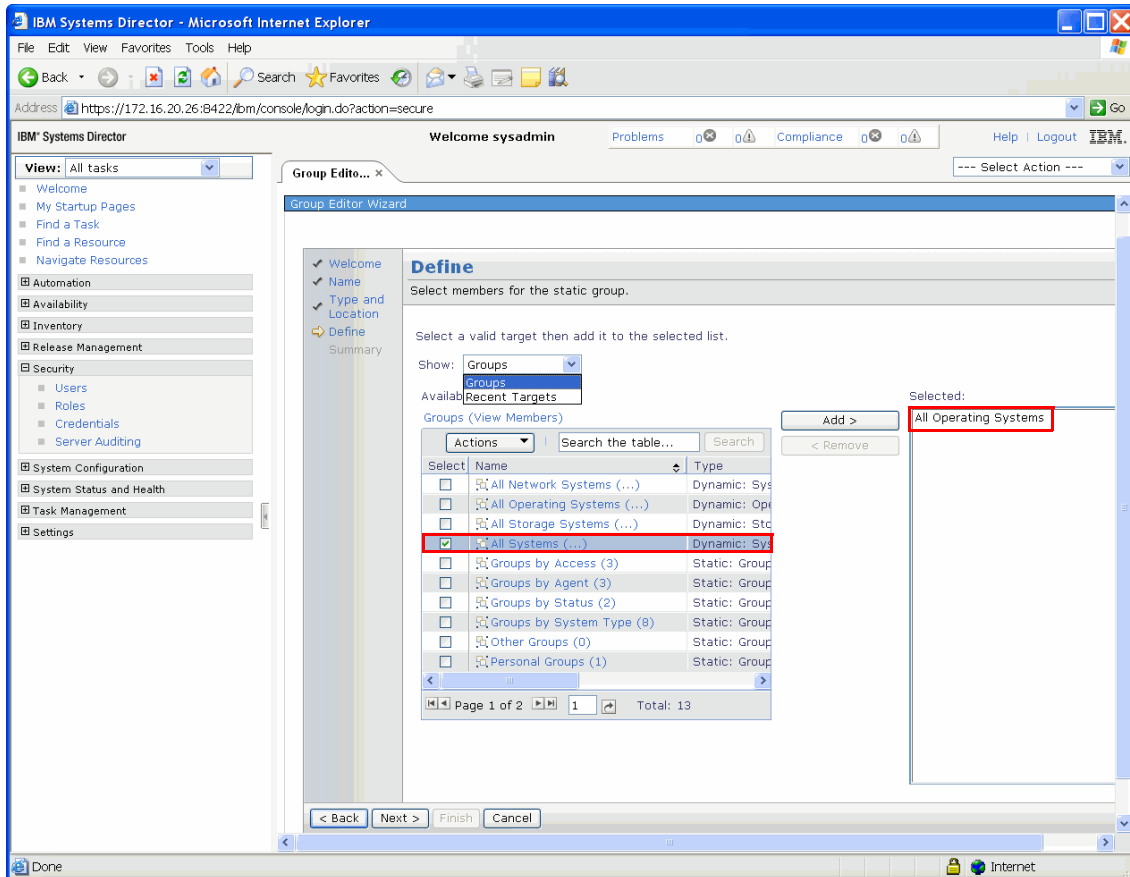 IBM Systems Director - Microsoft Internet Explorer
File Edit View Favorites Tools Help
Back Search Favorites
Address https://172.16.20.26:8422/ibm/console/login.do?action=secure Go
IBM® Systems Director Welcome sysadmin Problems 0 0 Compliance 0 0 Help | Logout IBM.
View: All tasks
Group Edito... × --- Select Action ---
Welcome
My Startup Pages
Find a Task
Find a Resource
Navigate Resources
Automation
Availability
Inventory
Release Management
Security
Users
Roles
Credentials
Server Auditing
System Configuration
System Status and Health
Task Management
Settings
Group Editor Wizard
Welcome
Name
Type and
Location
Define
Summary
Define
Select members for the static group.
Select a valid target then add it to the selected list.
Show: Groups
Groups
Recent Targets
Availab
Groups (View Members)
Actions Search the table... Search
Select Name Type
All Network Systems (...) Dynamic: Sys
All Operating Systems (...) Dynamic: Ope
All Storage Systems (...) Dynamic: Sto
All Systems (...) Dynamic: Sys
Groups by Access (3) Static: Group
Groups by Agent (3) Static: Group
Groups by Status (2) Static: Group
Groups by System Type (8) Static: Group
Other Groups (0) Static: Group
Personal Groups (1) Static: Group
Page 1 of 2 1 Total: 13
Add >
< Remove
Selected:
All Operating Systems
< Back Next > Finish Cancel
Done Internet